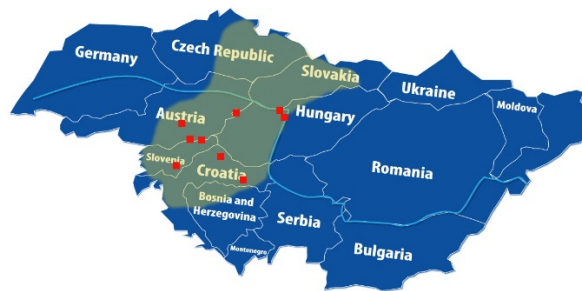 Germany
Czech Republic
Slovakia
Ukraine
Moldova
Austria
Hungary
Slovenia
Croatia
Romania
Bosnia and
Herzegovina
Serbia
Montenegro
Bulgaria